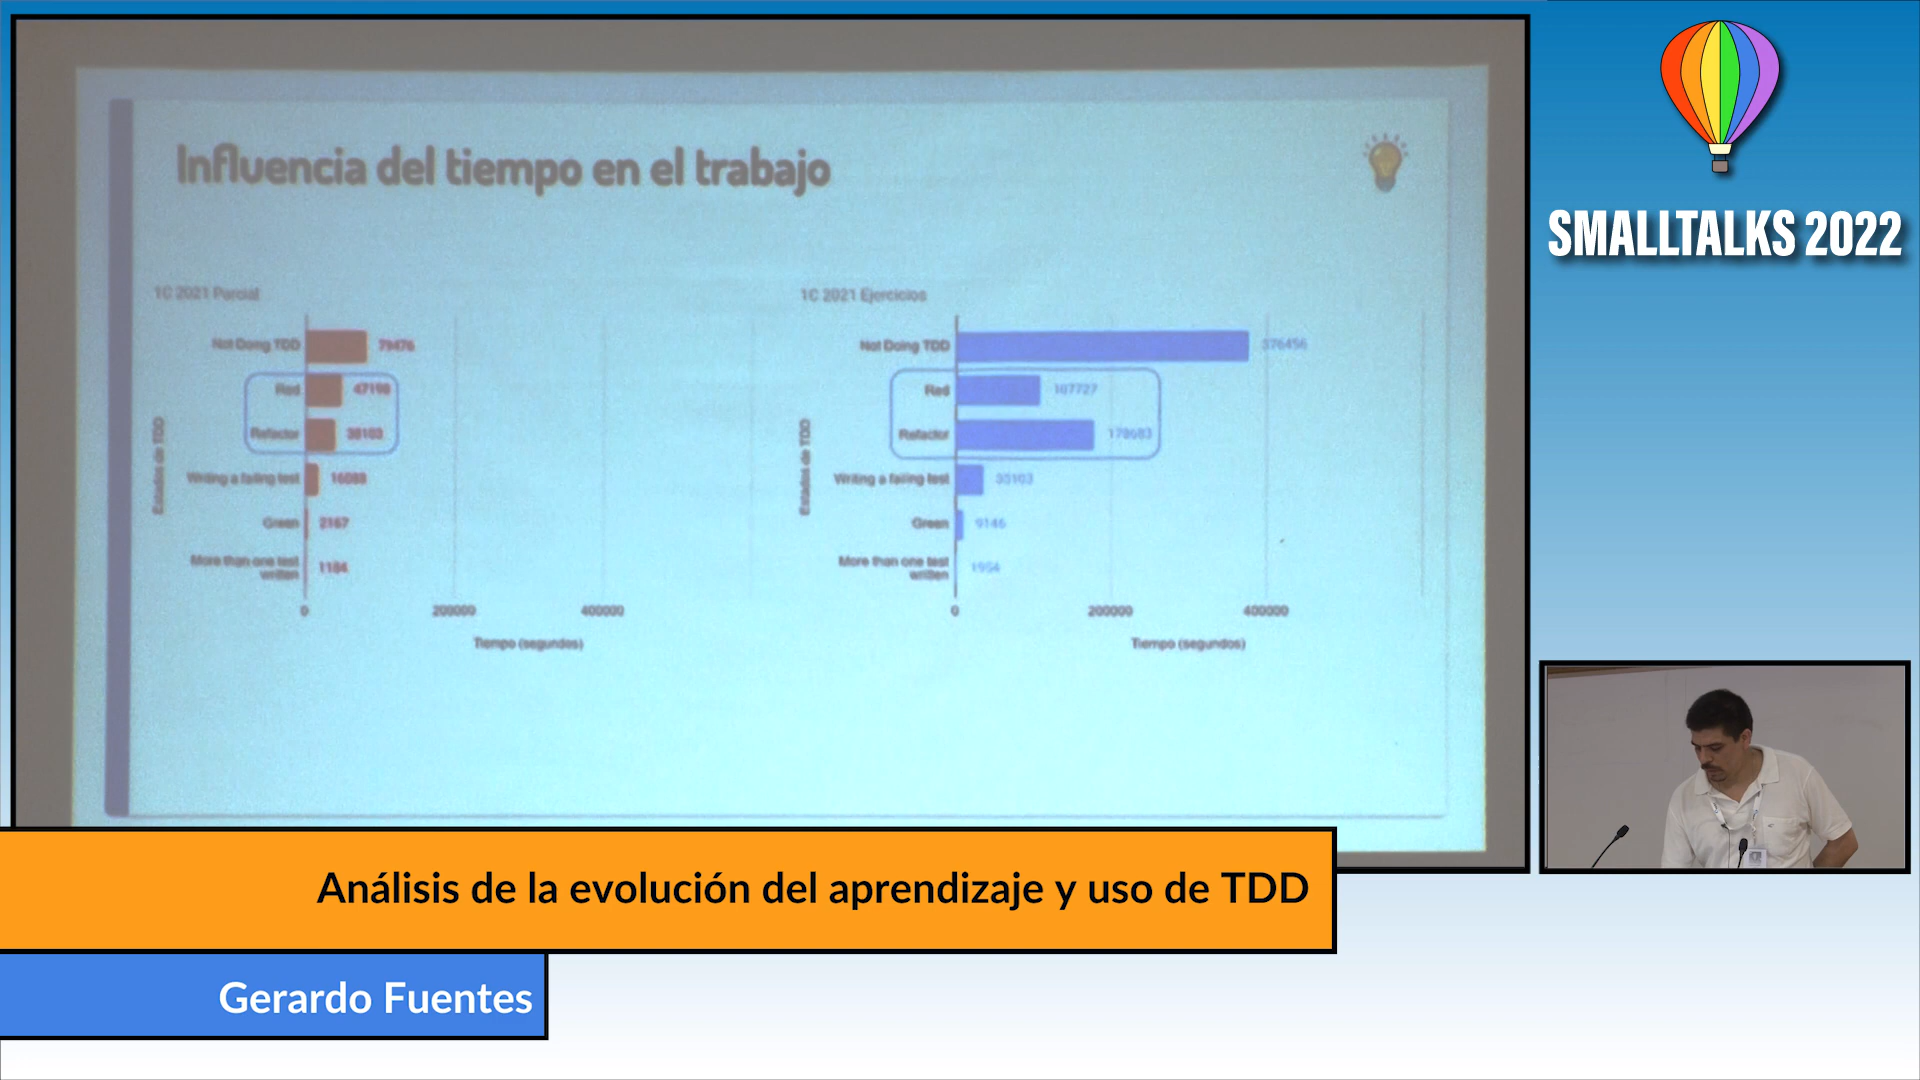 Influencia del tiempo en el trabajo
1C 2021 Parcial
Not Doing TDD
79476
Red
47198
Refactor
Writing a failing test
16088
Green
2167
More than one test
written
1184
Estados de TDD
0
200000
400000
Tiempo (segundos)
1C 2021 Ejercicios
Not Doing TDD
376456
Red
107727
Refactor
178683
Writing a failing test
Green
9146
More than one test
written
1954
Estados de TDD
0
200000
400000
Tiempo (segundos)
SMALLTALKS 2022
Análisis de la evolución del aprendizaje y uso de TDD
Gerardo Fuentes